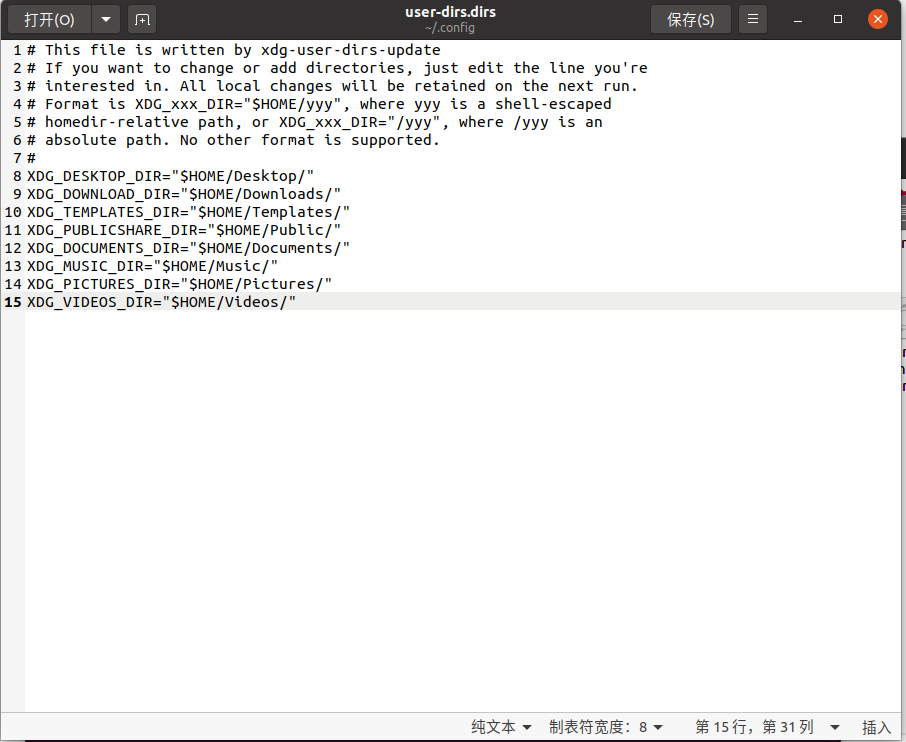 打开(O)
user-dirs.dirs
~/.config
保存(S)
1 # This file is written by xdg-user-dirs-update
2 # If you want to change or add directories, just edit the line you're
3 # interested in. All local changes will be retained on the next run.
4 # Format is XDG_xxx_DIR="$HOME/yyy", where yyy is a shell-escaped
5 # homedir-relative path, or XDG_xxx_DIR="/yyy", where /yyy is an
6 # absolute path. No other format is supported.
7 #
8 XDG_DESKTOP_DIR="$HOME/Desktop/"
9 XDG_DOWNLOAD_DIR="$HOME/Downloads/"
10 XDG_TEMPLATES_DIR="$HOME/Templates/"
11 XDG_PUBLICSHARE_DIR="$HOME/Public/"
12 XDG_DOCUMENTS_DIR="$HOME/Documents/"
13 XDG_MUSIC_DIR="$HOME/Music/"
14 XDG_PICTURES_DIR="$HOME/Pictures/"
15 XDG_VIDEOS_DIR="$HOME/Videos/"
纯文本 制表符宽度：8 第 15 行，第 31 列 插入